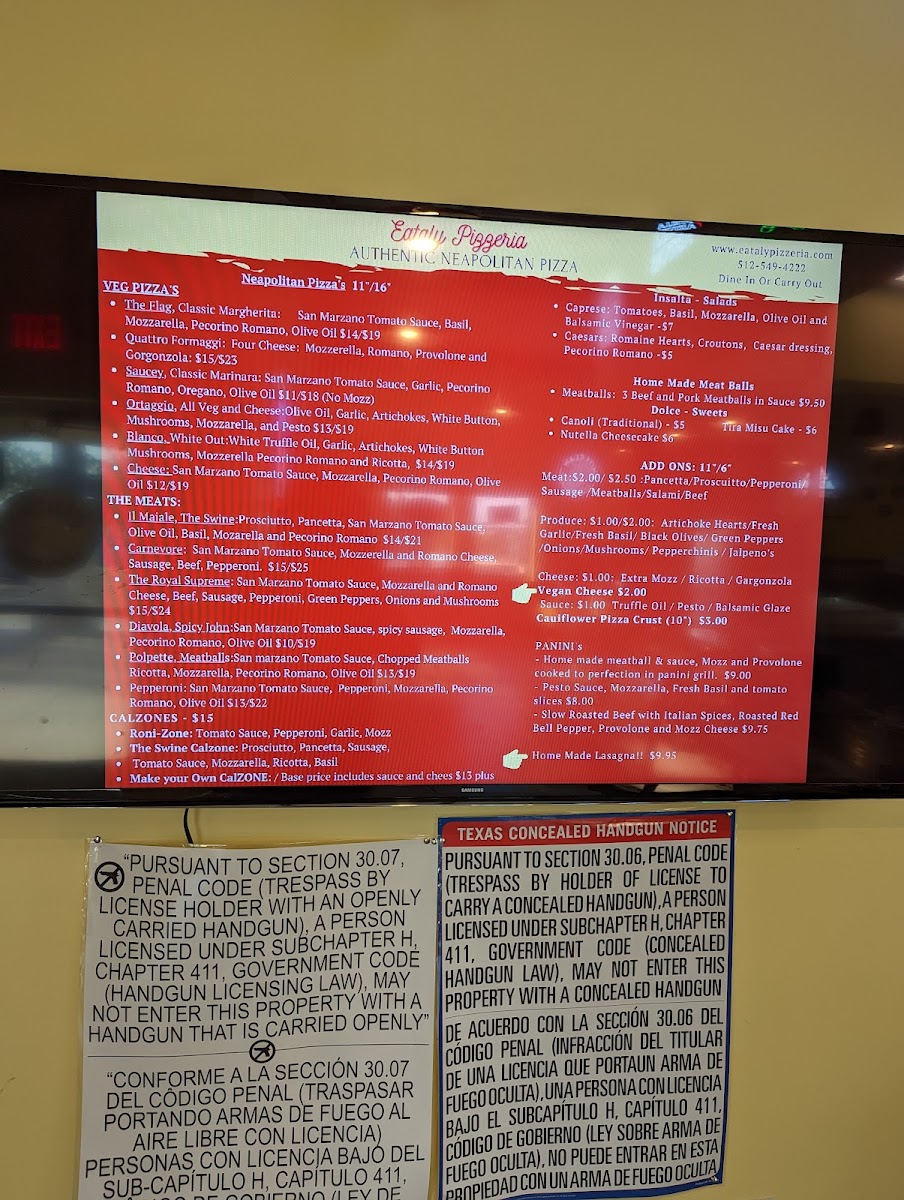 Eataly Pizzeria
AUTHENTIC NEAPOLITAN PIZZA
www.eatalypizzeria.com
512-549-4222
Dine In Or Carry Out
Neapolitan Pizza's 11"/16"
VEG PIZZA'S
• The Flag, Classic Margherita: San Marzano Tomato Sauce, Basil,
Mozzarella, Pecorino Romano, Olive Oil $14/$19
• Quattro Formaggi: Four Cheese: Mozzerella, Romano, Provolone and
Gorgonzola: $15/$23
• Saucey, Classic Marinara: San Marzano Tomato Sauce, Garlic, Pecorino
Romano, Oregano, Olive Oil $11/$18 (No Mozz)
• Ortaggio, All Veg and Cheese:Olive Oil, Garlic, Artichokes, White Button,
Mushrooms, Mozzarella, and Pesto $13/$19
• Blanco, White Out:White Truffle Oil, Garlic, Artichokes, White Button
Mushrooms, Mozzerella Pecorino Romano and Ricotta, $14/$19
• Cheese: San Marzano Tomato Sauce, Mozzarella, Pecorino Romano, Olive
Oil $12/$19
THE MEATS:
• Il Maiale, The Swine:Prosciutto, Pancetta, San Marzano Tomato Sauce,
Olive Oil, Basil, Mozarella and Pecorino Romano $14/$21
• Carnevore: San Marzano Tomato Sauce, Mozzerella and Romano Cheese,
Sausage, Beef, Pepperoni. $15/$25
• The Royal Supreme: San Marzano Tomato Sauce, Mozzarella and Romano
Cheese, Beef, Sausage, Pepperoni, Green Peppers, Onions and Mushrooms
$15/$24
• Diavola, Spicy John:San Marzano Tomato Sauce, spicy sausage, Mozzarella,
Pecorino Romano, Olive Oil $10/$19
• Polpette, Meatballs:San marzano Tomato Sauce, Chopped Meatballs
Ricotta, Mozzarella, Pecorino Romano, Olive Oil $13/$19
• Pepperoni: San Marzano Tomato Sauce, Pepperoni, Mozzarella, Pecorino
Romano, Olive Oil $13/$22
CALZONES - $15
• Roni-Zone: Tomato Sauce, Pepperoni, Garlic, Mozz
• The Swine Calzone: Prosciutto, Pancetta, Sausage,
• Tomato Sauce, Mozzarella, Ricotta, Basil
• Make your Own CalZONE: / Base price includes sauce and chees $13 plus
Insalta - Salads
• Caprese: Tomatoes, Basil, Mozzarella, Olive Oil and
Balsamic Vinegar -$7
• Caesars: Romaine Hearts, Croutons, Caesar dressing,
Pecorino Romano -$5
Home Made Meat Balls
• Meatballs: 3 Beef and Pork Meatballs in Sauce $9.50
Dolce - Sweets
• Canoli (Traditional) - $5 Tira Misu Cake - $6
• Nutella Cheesecake $6
ADD ONS: 11"/6"
Meat:$2.00/ $2.50 :Pancetta/Proscuitto/Pepperoni/
Sausage /Meatballs/Salami/Beef
Produce: $1.00/$2.00: Artichoke Hearts/Fresh
Garlic/Fresh Basil/ Black Olives/ Green Peppers
/Onions/Mushrooms/ Pepperchinis / Jalpeno's
Cheese: $1.00: Extra Mozz / Ricotta / Gargonzola
Vegan Cheese $2.00
Sauce: $1.00 Truffle Oil / Pesto / Balsamic Glaze
Cauiflower Pizza Crust (10") $3.00
PANINI's
- Home made meatball & sauce, Mozz and Provolone
cooked to perfection in panini grill. $9.00
- Pesto Sauce, Mozzarella, Fresh Basil and tomato
slices $8.00
- Slow Roasted Beef with Italian Spices, Roasted Red
Bell Pepper, Provolone and Mozz Cheese $9.75
Home Made Lasagna!! $9.95
SAMSUNG
"PURSUANT TO SECTION 30.07,
PENAL CODE (TRESPASS BY
LICENSE HOLDER WITH AN OPENLY
CARRIED HANDGUN), A PERSON
LICENSED UNDER SUBCHAPTER H,
CHAPTER 411, GOVERNMENT CODE
(HANDGUN LICENSING LAW), MAY
NOT ENTER THIS PROPERTY WITH A
HANDGUN THAT IS CARRIED OPENLY"
"CONFORME A LA SECCIÓN 30.07
DEL CÓDIGO PENAL (TRASPASAR
PORTANDO ARMAS DE FUEGO AL
AIRE LIBRE CON LICENCIA)
PERSONAS CON LICENCIA BAJO DEL
SUB-CAPÍTULO H, CAPÍTULO 411,
DE GOBIERNO (LEY DE
TEXAS CONCEALED HANDGUN NOTICE
PURSUANT TO SECTION 30.06, PENAL CODE
(TRESPASS BY HOLDER OF LICENSE TO
CARRY A CONCEALED HANDGUN), A PERSON
LICENSED UNDER SUBCHAPTER H, CHAPTER
411, GOVERNMENT CODE (CONCEALED
HANDGUN LAW), MAY NOT ENTER THIS
PROPERTY WITH A CONCEALED HANDGUN
DE ACUERDO CON LA SECCIÓN 30.06 DEL
CÓDIGO PENAL (INFRACCIÓN DEL TITULAR
DE UNA LICENCIA QUE PORTAUN ARMA DE
FUEGO OCULTA), UNA PERSONA CON LICENCIA
BAJO EL SUBCAPÍTULO H, CAPÍTULO 411,
CÓDIGO DE GOBIERNO (LEY SOBRE ARMA DE
FUEGO OCULTA), NO PUEDE ENTRAR EN ESTA
PROPIEDAD CON UN ARMA DE FUEGO OCULTA